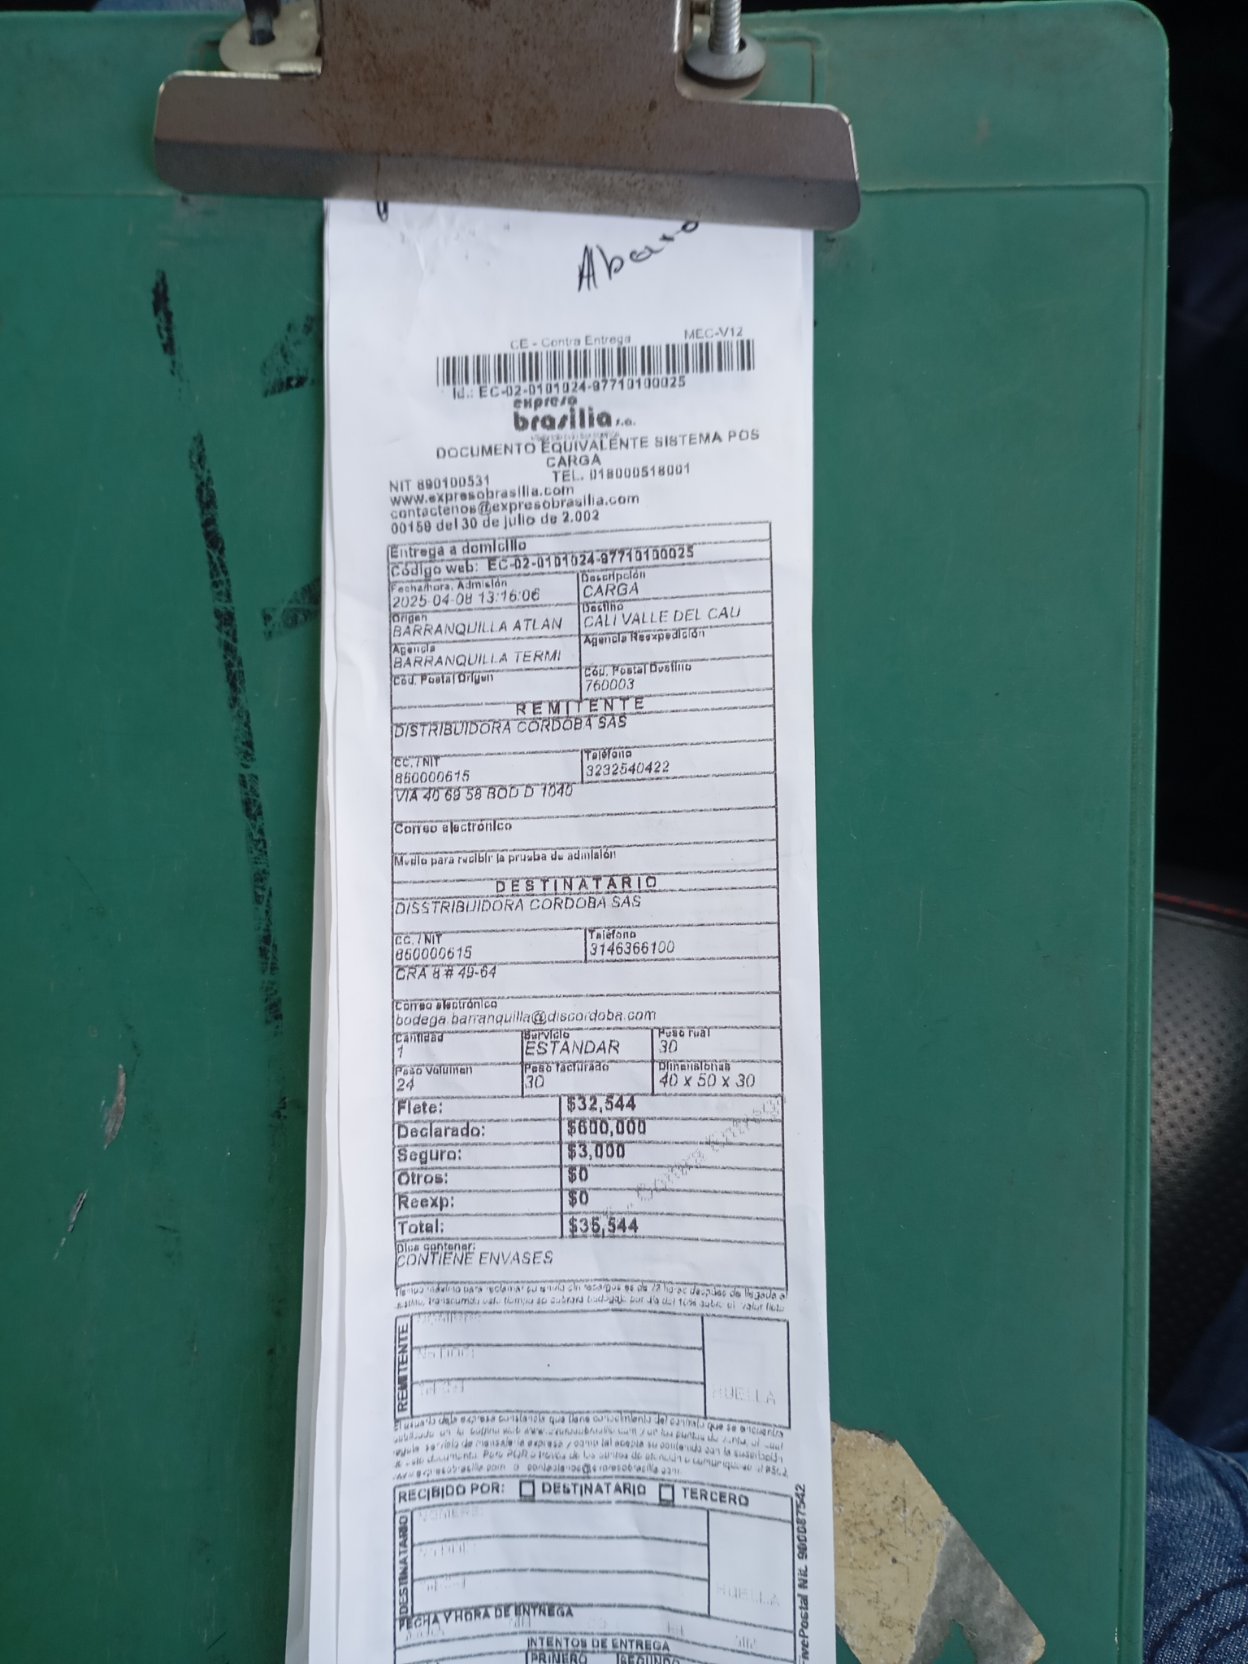 CE - Contra Entrega MEC-V12
Id.: EC-02-0101024-97710100025
expreso
brasilia s.a.
DOCUMENTO EQUIVALENTE SISTEMA POS
CARGA
NIT 890100531 TEL. 018000518001
www.expresobrasilia.com
contactenos@expresobrasilia.com
00158 del 30 de julio de 2.002
Entrega a domicilio
Código web: EC-02-0101024-97710100025
Fecha/hora. Admisión Descripción
2025-04-08 13:16:06 CARGA
Origen Destino
BARRANQUILLA ATLAN CALI VALLE DEL CAU
Agencia Agencia Reexpedición
BARRANQUILLA TERMI
Cód. Postal Origen Cód. Postal Destino
760003
REMITENTE
DISTRIBUIDORA CORDOBA SAS
CC. / NIT Teléfono
860000615 3232540422
VIA 40 69 58 BOD D 1040
Correo electrónico
Medio para recibir la prueba de admisión
DESTINATARIO
DISSTRIBUIDORA CORDOBA SAS
CC. / NIT Teléfono
860000615 3146366100
CRA 8 # 49-64
Correo electrónico
bodega.barranquilla@discordoba.com
Cantidad Servicio Peso real
1 ESTANDAR 30
Peso volumen Peso facturado Dimensiones
24 30 40 x 50 x 30
Flete: $32,544
Declarado: $600,000
Seguro: $3,000
Otros: $0
Reexp: $0
Total: $35,544
Dice contener:
CONTIENE ENVASES
REMITENTE
HUELLA
RECIBIDO POR: DESTINATARIO TERCERO
DESTINATARIO
HUELLA
FECHA Y HORA DE ENTREGA
INTENTOS DE ENTREGA
PRIMERO SEGUNDO
Postal Nit. 900087542